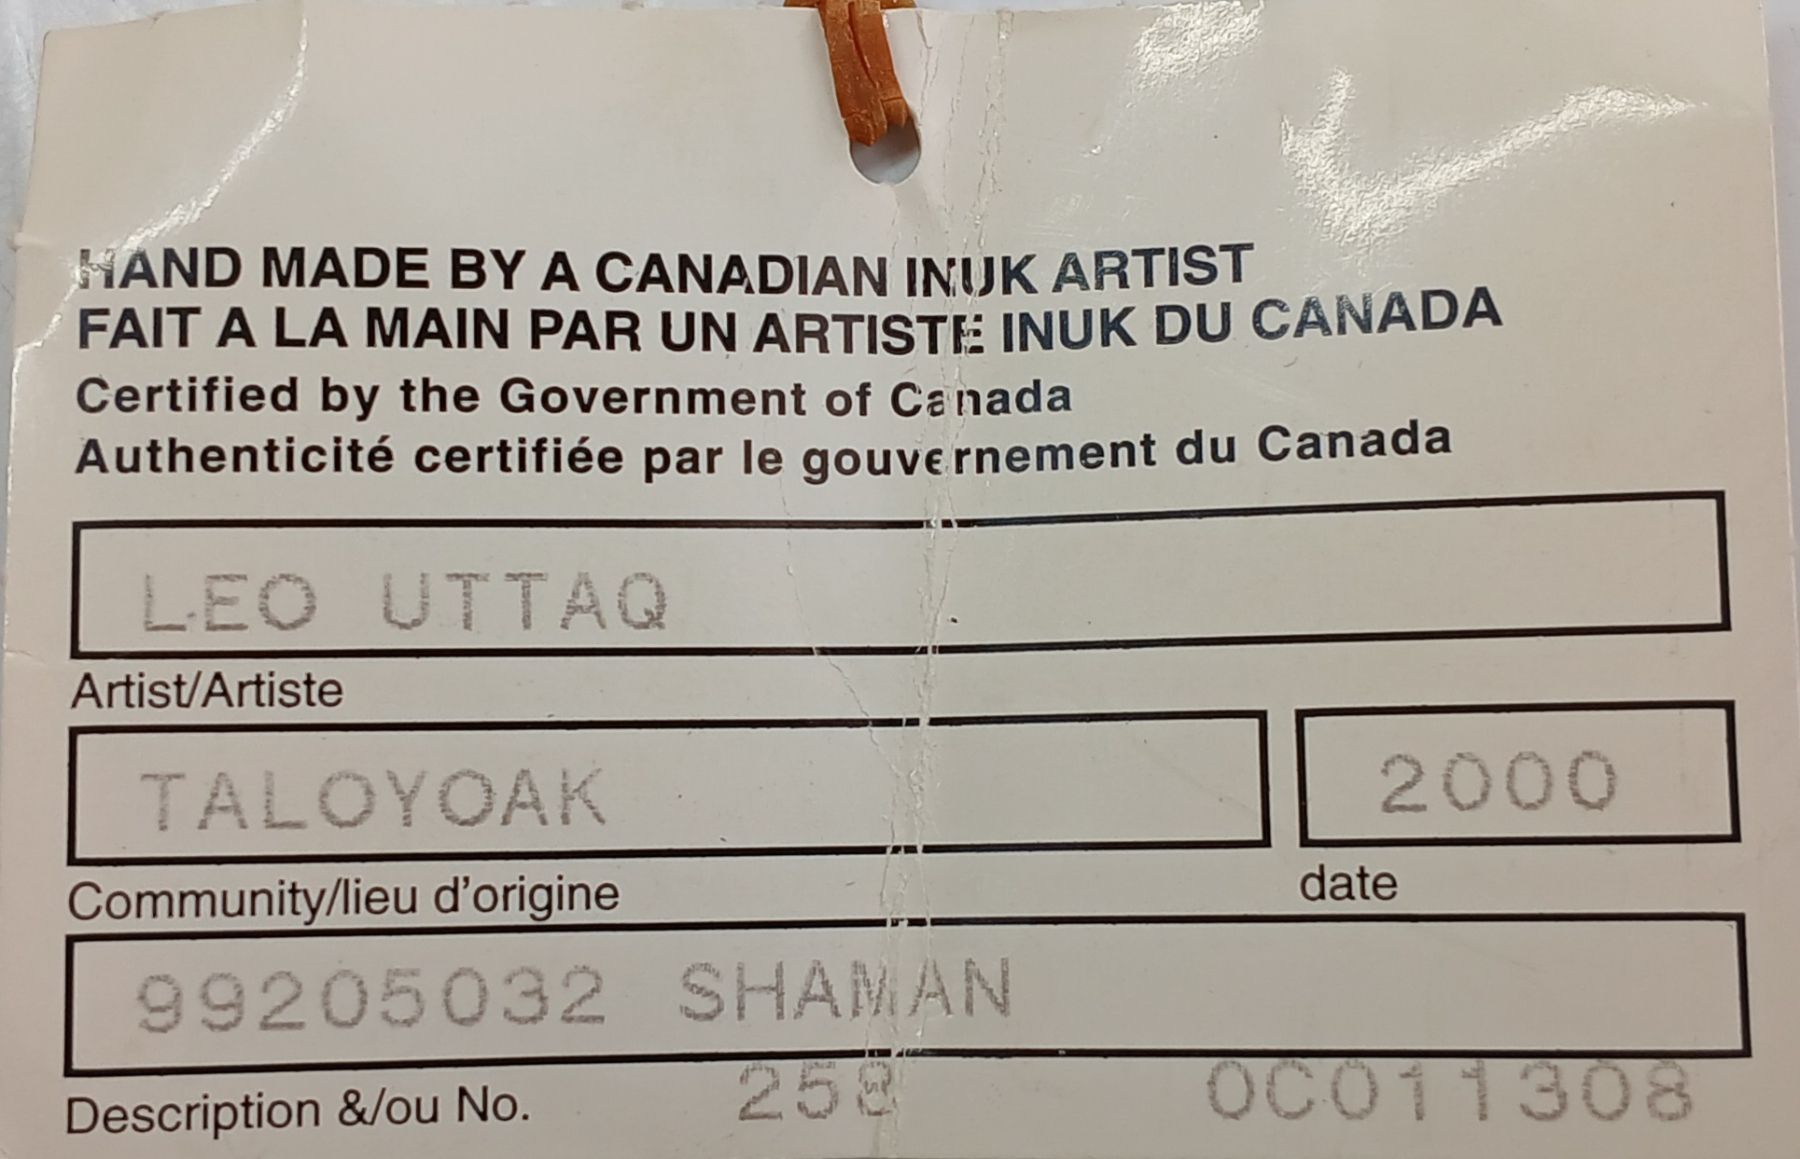 HAND MADE BY A CANADIAN INUK ARTIST
FAIT A LA MAIN PAR UN ARTISTE INUK DU CANADA
Certified by the Government of Canada
Authenticité certifiée par le gouvernement du Canada
LEO UTTAQ
Artist/Artiste
TALOYOAK 2000
Community/lieu d'origine date
99205032 SHAMAN
Description &/ou No. 0C011308